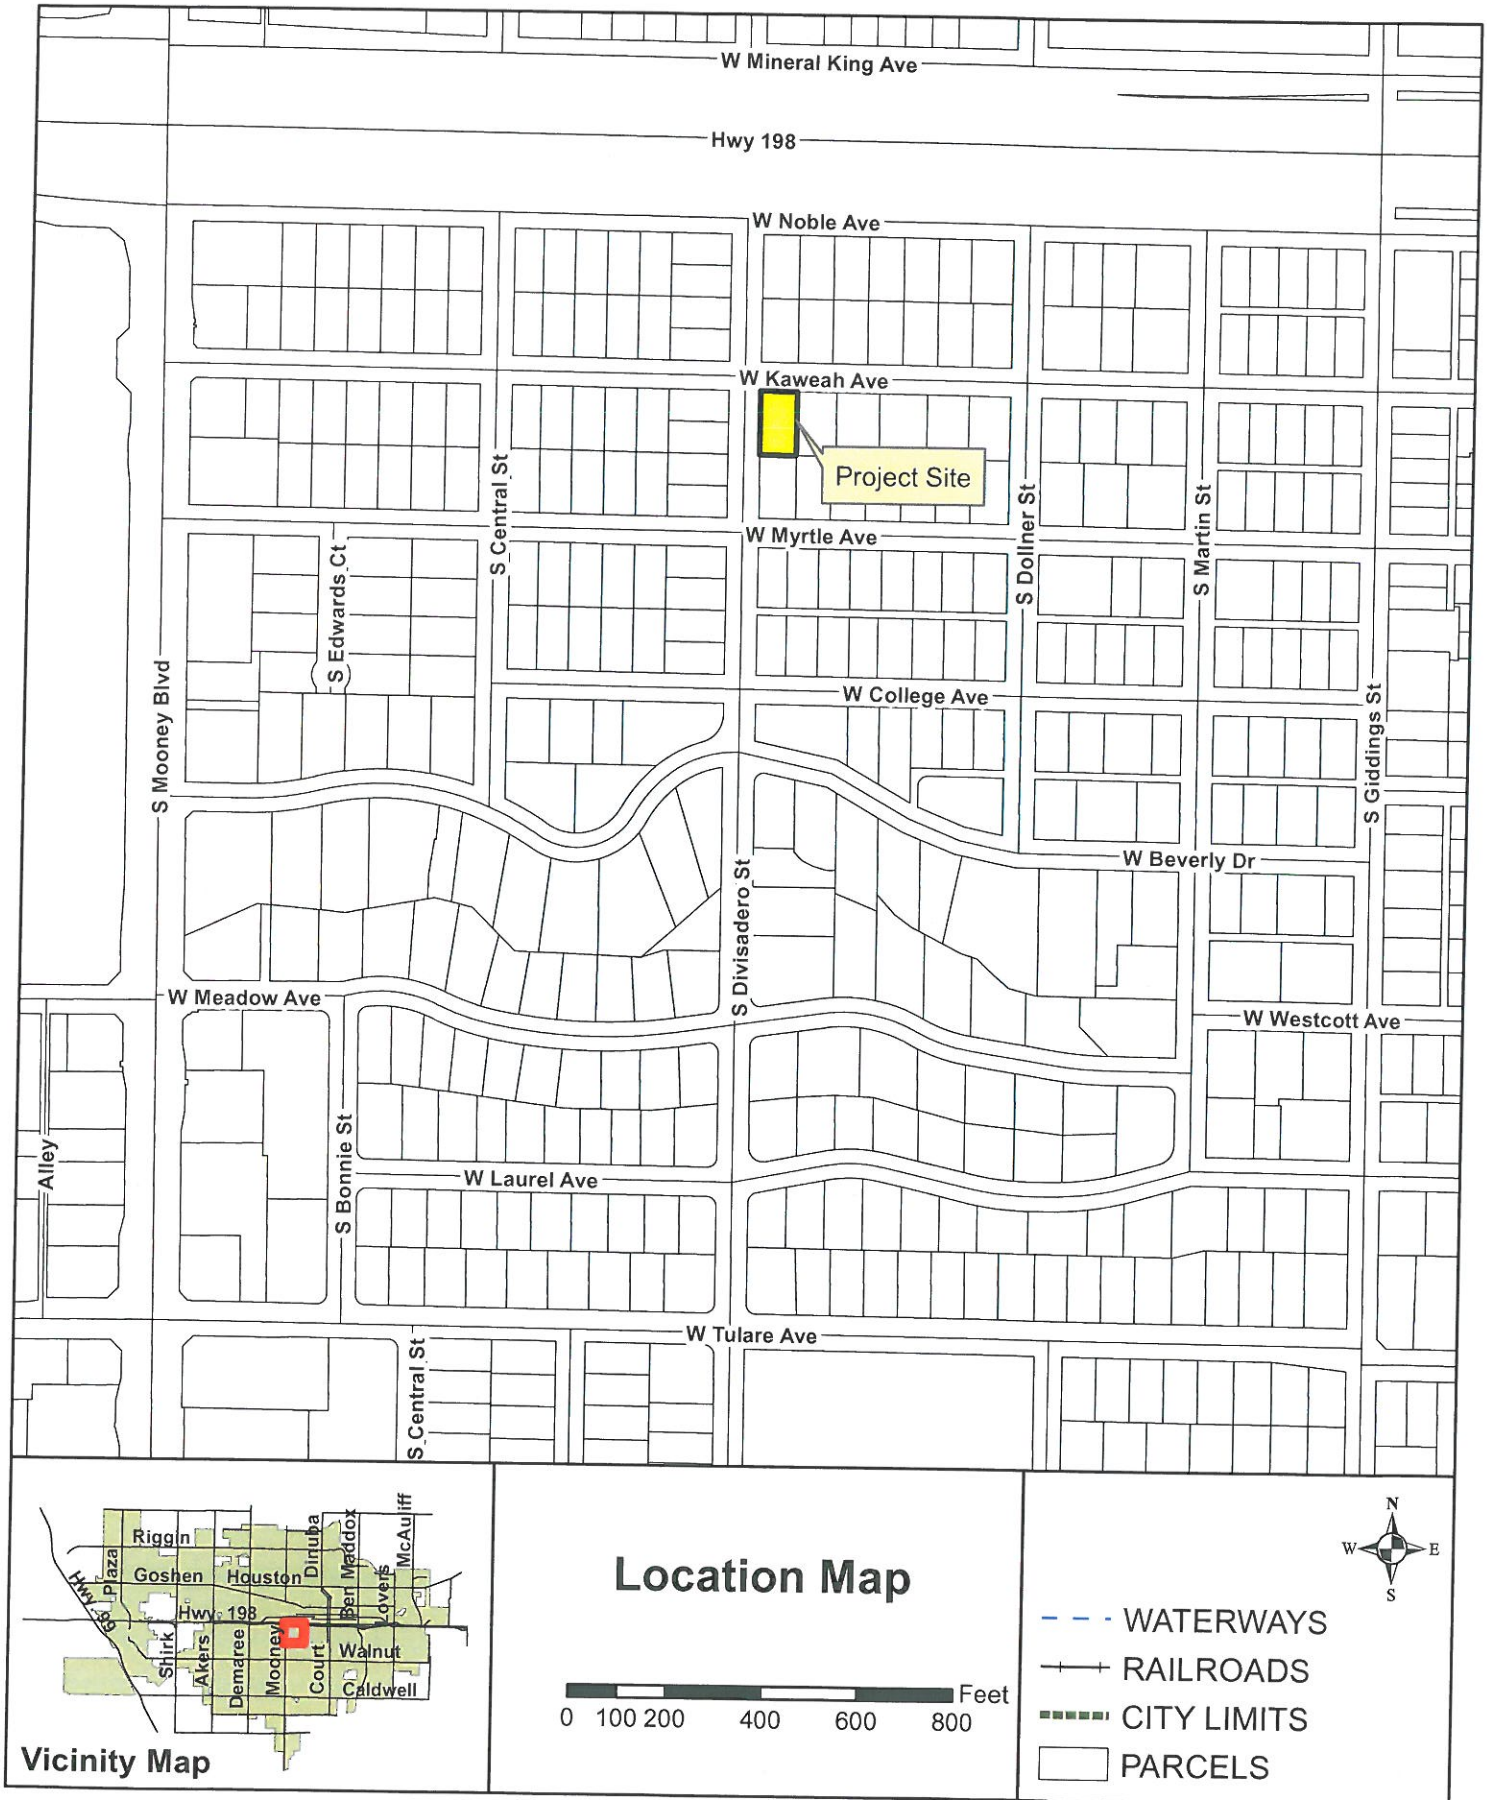 W Mineral King Ave
Hwy 198
W Noble Ave
W Kaweah Ave
Project Site
S Central St
S Dollner St
S Martin St
W Myrtle Ave
S Edwards Ct
S Mooney Blvd
W College Ave
S Giddings St
W Beverly Dr
S Divisadero St
W Meadow Ave
W Westcott Ave
Alley
S Bonnie St
W Laurel Ave
W Tulare Ave
S Central St
Riggin
Plaza
Goshen
Houston
Dinuba
Ben Maddox
Lovers
McAuliff
Hwy 99
Hwy 198
Shirk
Akers
Demaree
Mooney
Court
Walnut
Caldwell
Vicinity Map
Location Map
Feet
0 100 200 400 600 800
N
W E
S
WATERWAYS
RAILROADS
CITY LIMITS
PARCELS